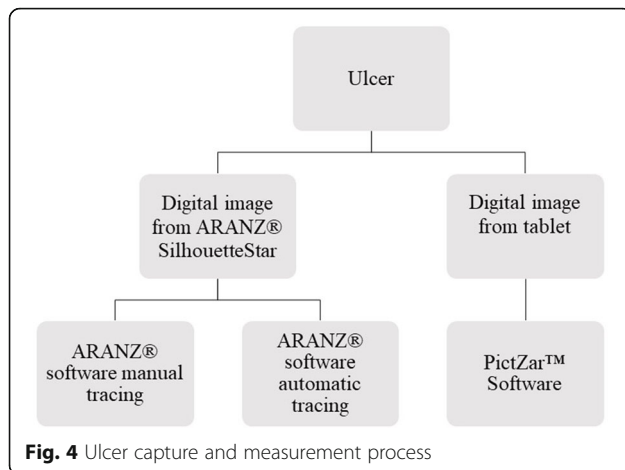 Ulcer
Digital image
from ARANZ®
SilhouetteStar
Digital image
from tablet
ARANZ®
software manual
tracing
ARANZ®
software
automatic
tracing
PictZar™
Software
Fig. 4 Ulcer capture and measurement process